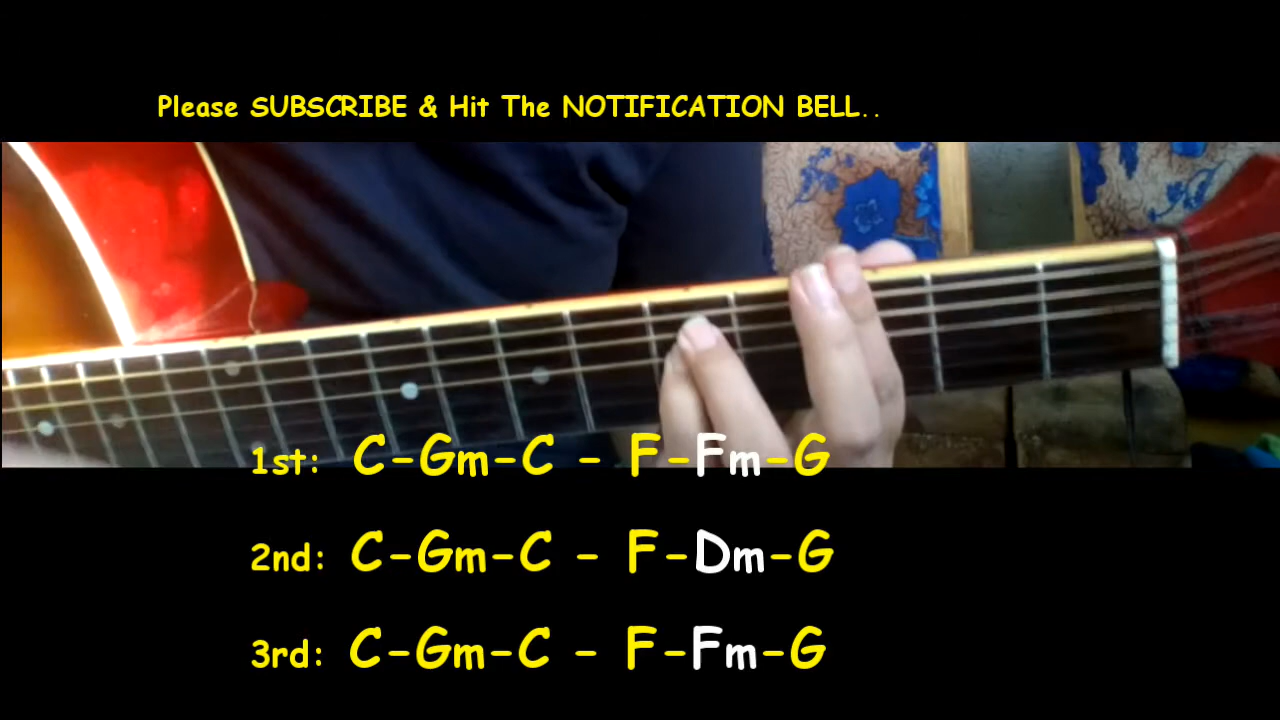 Please SUBSCRIBE & Hit The NOTIFICATION BELL..
1st: C-Gm-C - F-Fm-G
2nd: C-Gm-C - F-Dm-G
3rd: C-Gm-C - F-Fm-G